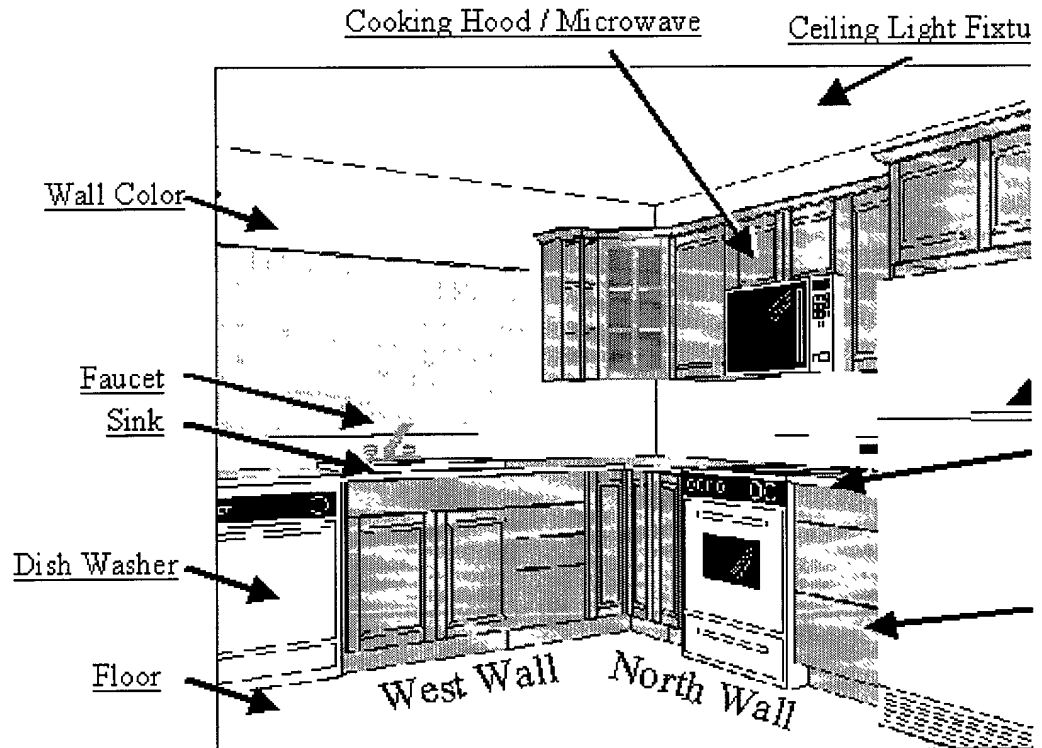 Cooking Hood / Microwave
Ceiling Light Fixtu
Wall Color
Faucet
Sink
Dish Washer
Floor
West Wall
North Wall